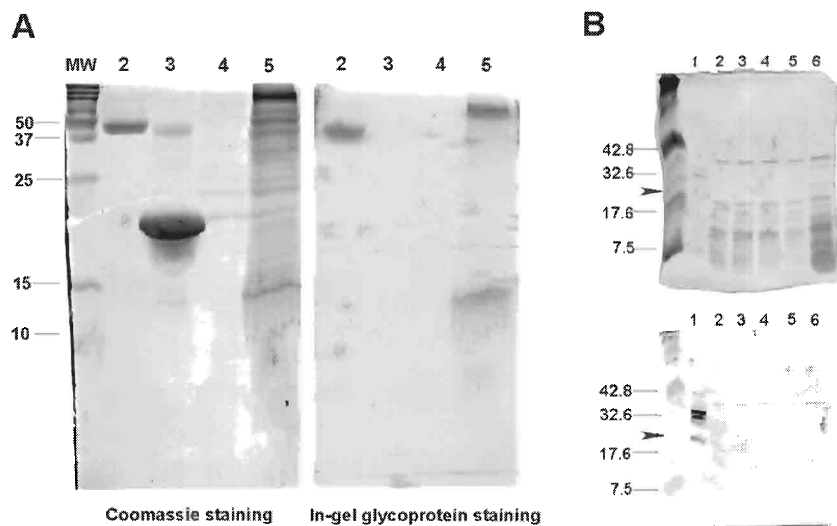 A
MW 2 3 4 5
50
37
25
15
10
Coomassie staining
2 3 4 5
In-gel glycoprotein staining
B
1 2 3 4 5 6
42.8
32.6
17.6
7.5
1 2 3 4 5 6
42.8
32.6
17.6
7.5